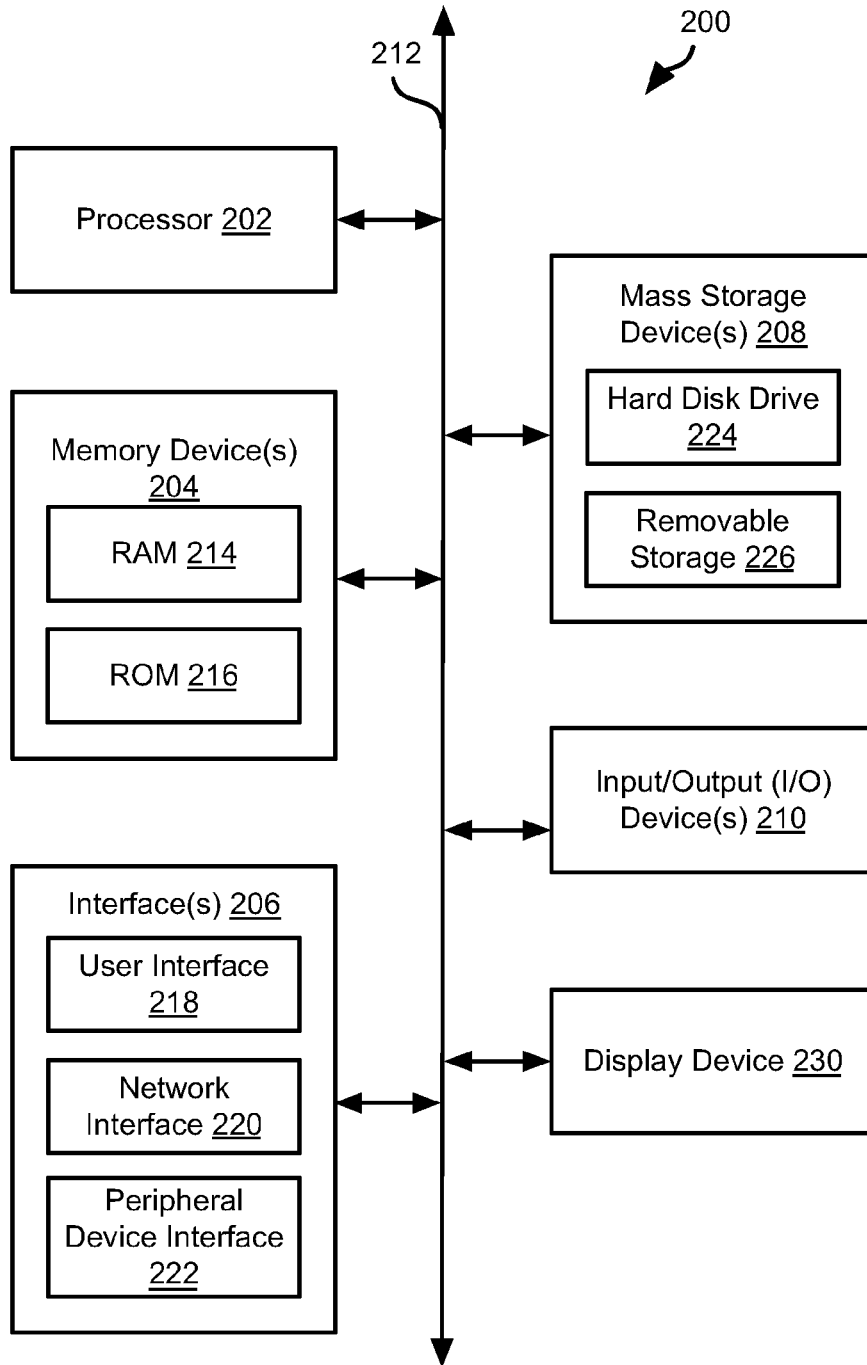 200
212
Processor 202
Mass Storage
Device(s) 208
Hard Disk Drive
224
Removable
Storage 226
Memory Device(s)
204
RAM 214
ROM 216
Input/Output (I/O)
Device(s) 210
Interface(s) 206
User Interface
218
Network
Interface 220
Peripheral
Device Interface
222
Display Device 230